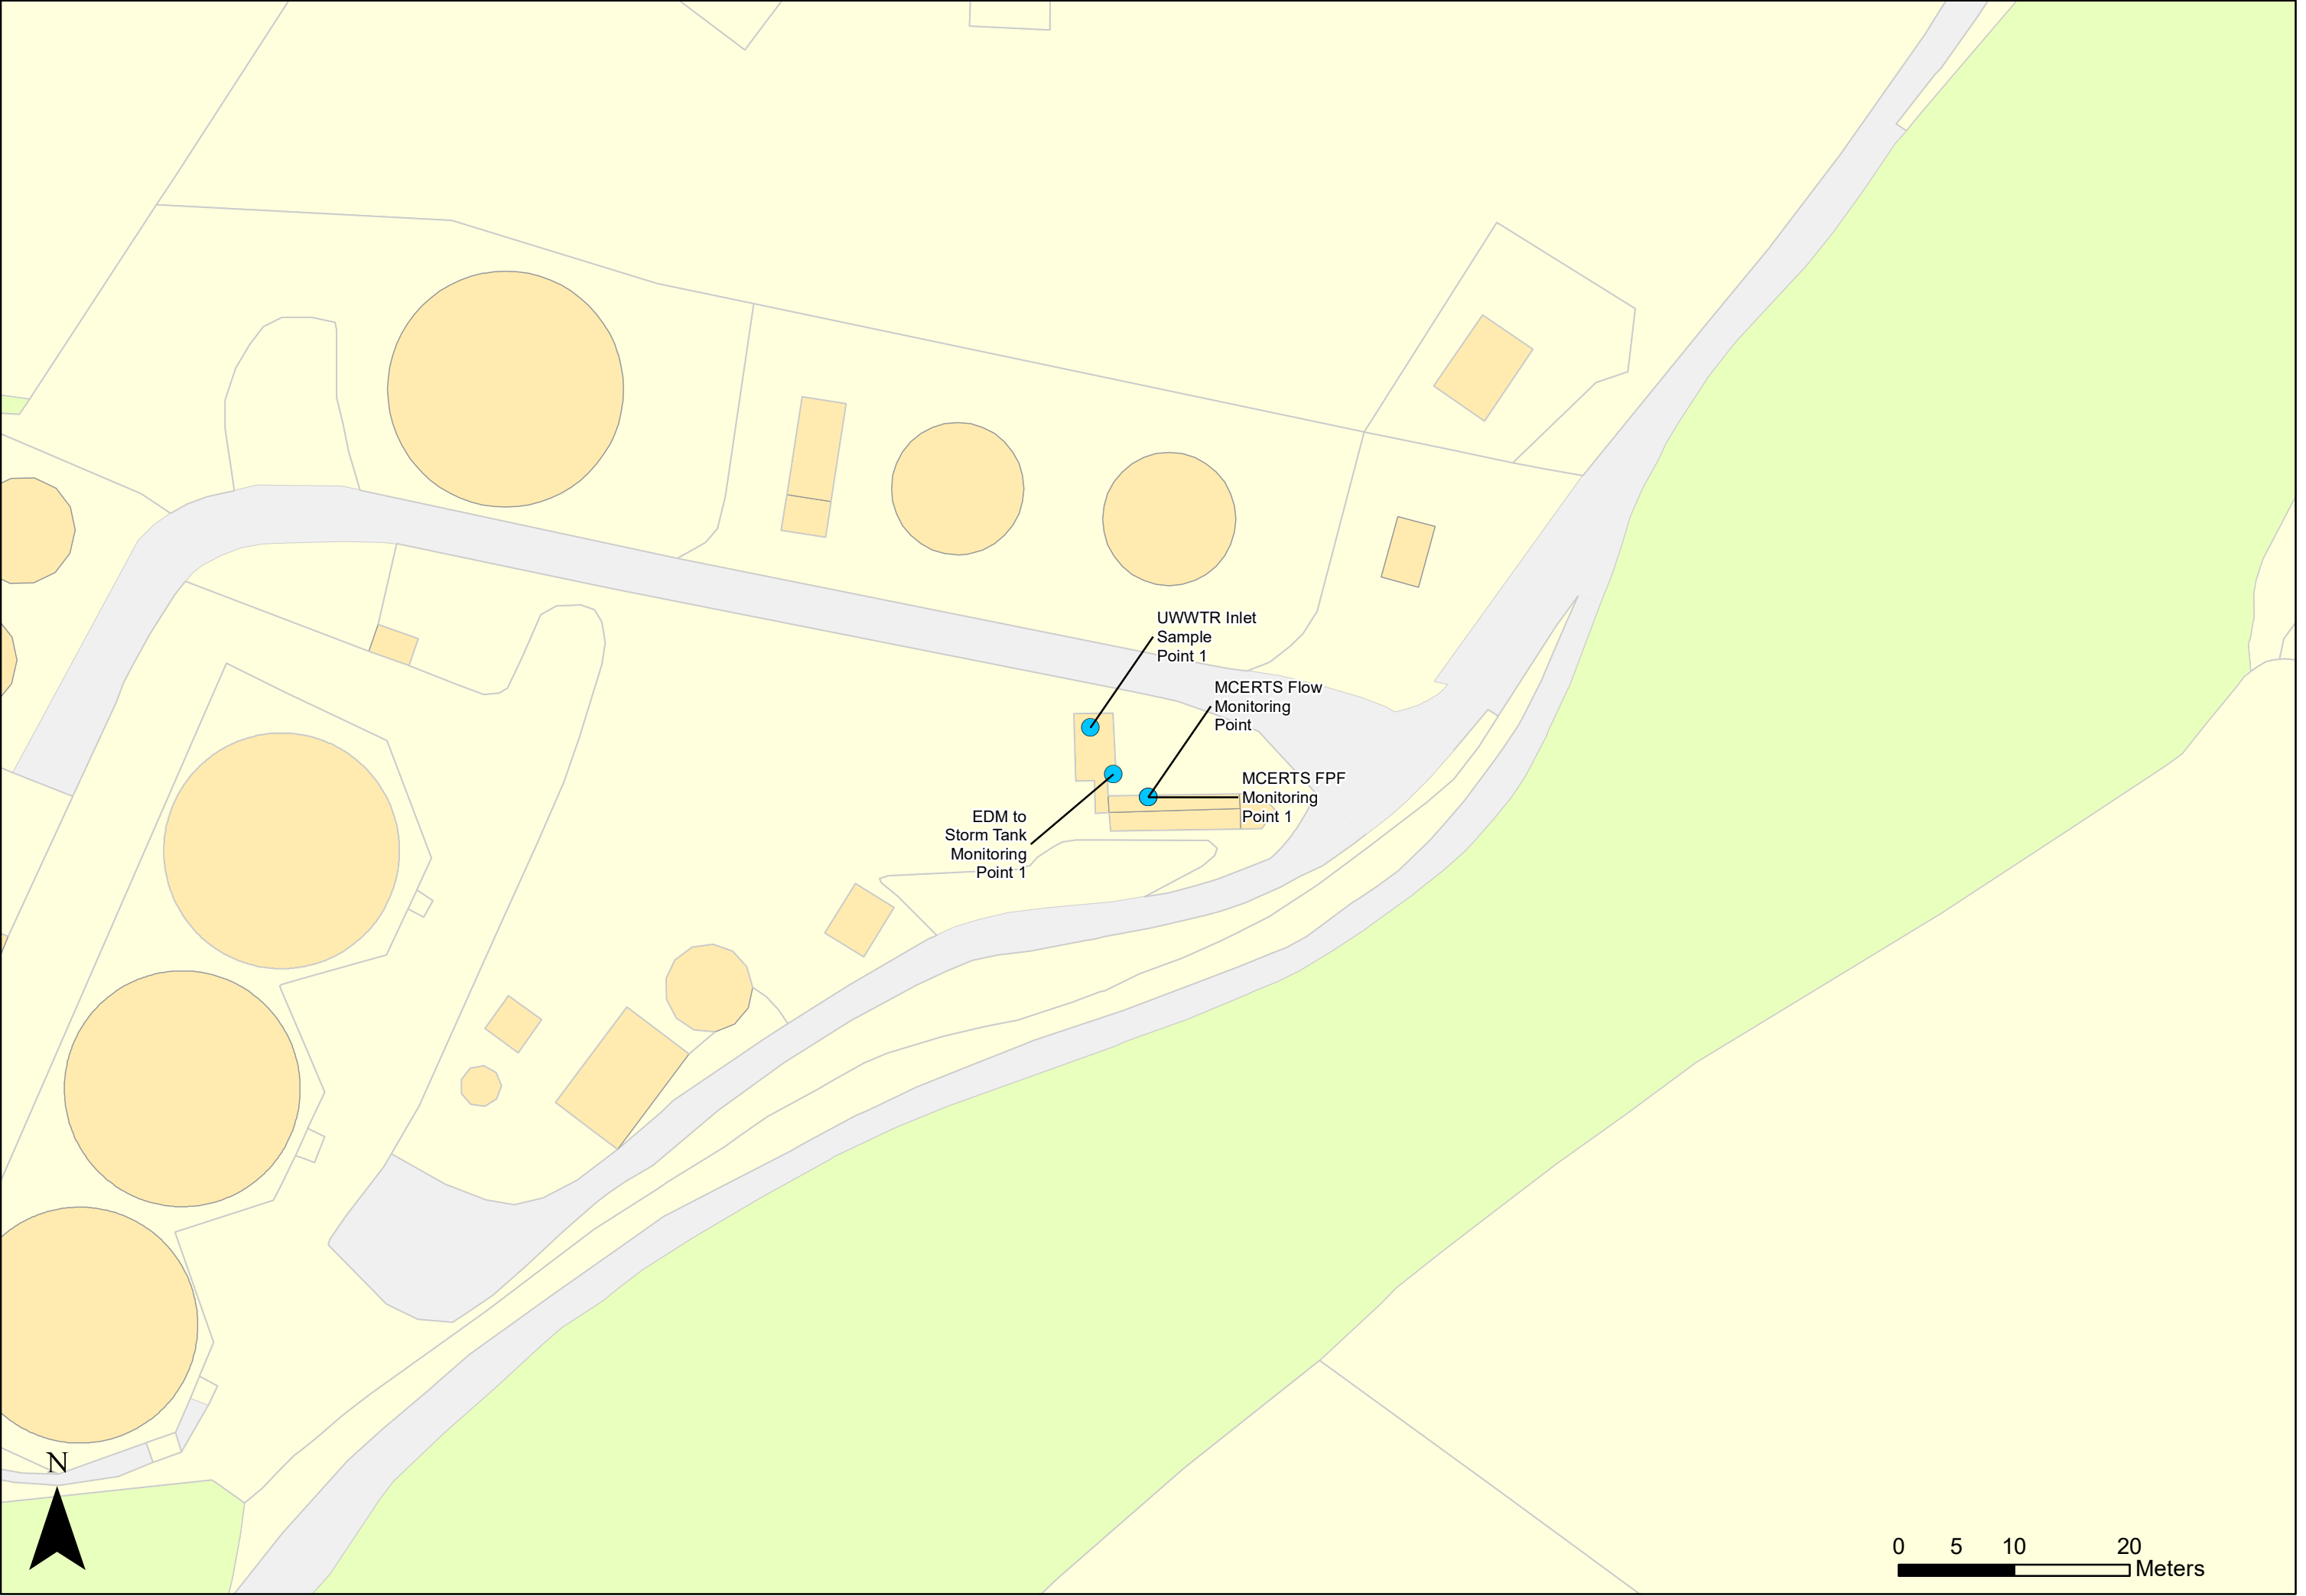 UWWTR Inlet
Sample
Point 1
MCERTS Flow
Monitoring
Point
MCERTS FPF
Monitoring
Point 1
EDM to
Storm Tank
Monitoring
Point 1
N
0 5 10 20
Meters